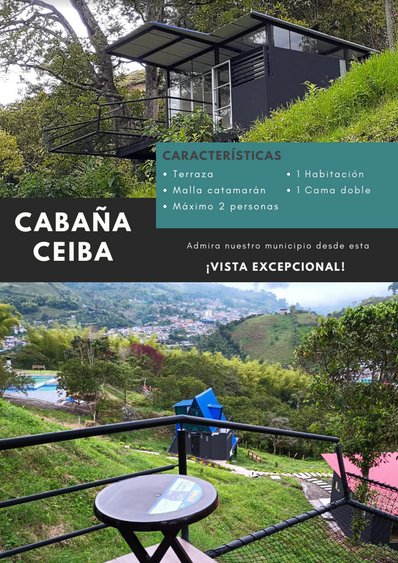 CARACTERÍSTICAS
• Terraza
• Malla catamarán
• Máximo 2 personas
• 1 Habitación
• 1 Cama doble
CABAÑA
CEIBA
Admira nuestro municipio desde esta
¡VISTA EXCEPCIONAL!